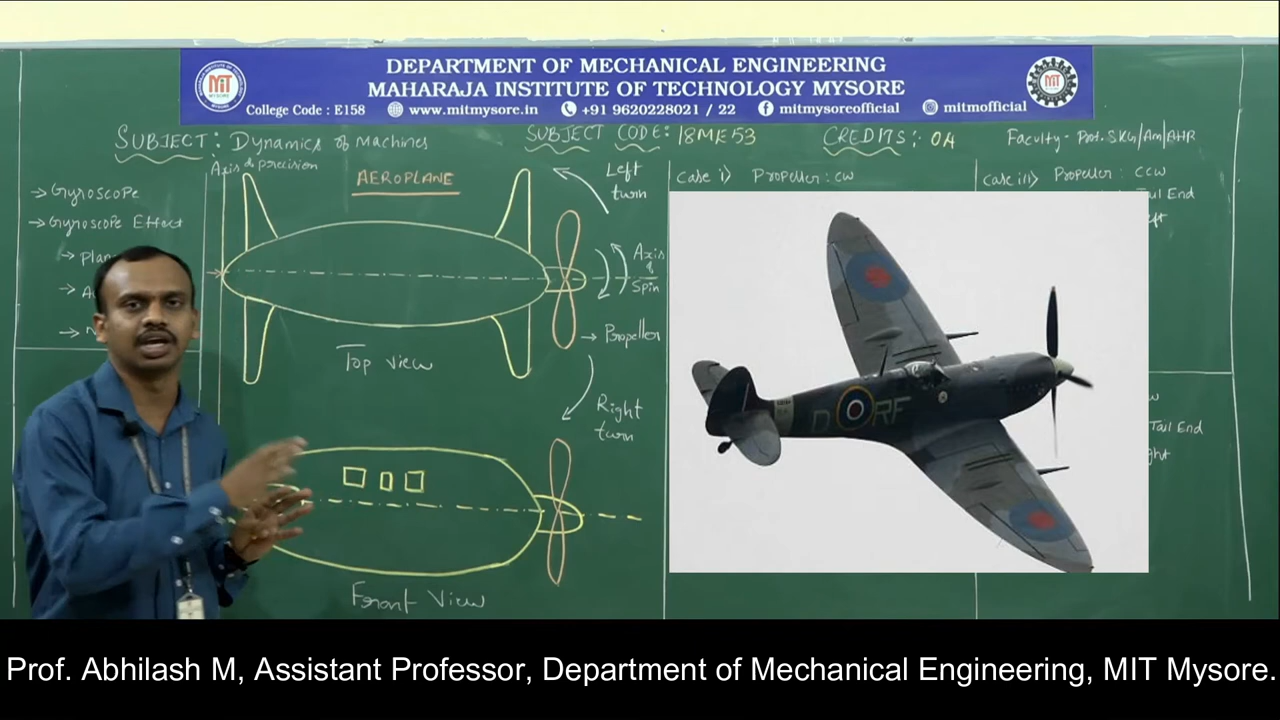 DEPARTMENT OF MECHANICAL ENGINEERING
MAHARAJA INSTITUTE OF TECHNOLOGY MYSORE
College Code : E158 www.mitmysore.in +91 9620228021 / 22 mitmysoreofficial mitmofficial
MiT
MiT
SUBJECT: Dynamics of Machines
SUBJECT CODE: 18ME53
CREDITS: 04
Faculty - Prof. SKG/Am/AHR
→ Gyroscope
→ Gyroscope Effect
Axis of precision
AEROPLANE
Left
turn
Axis
of
Spin
→ Propeller
Top view
Right
turn
Front View
Case i) Propeller : CW
Case iii) Propeller : CCW
Tail End
Tail End
D RF
Prof. Abhilash M, Assistant Professor, Department of Mechanical Engineering, MIT Mysore.